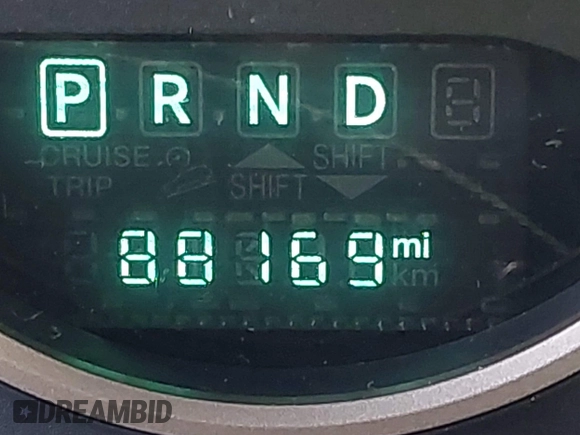 P R N D
CRUISE SHIFT
TRIP SHIFT
88169 mi
km
DREAMBID